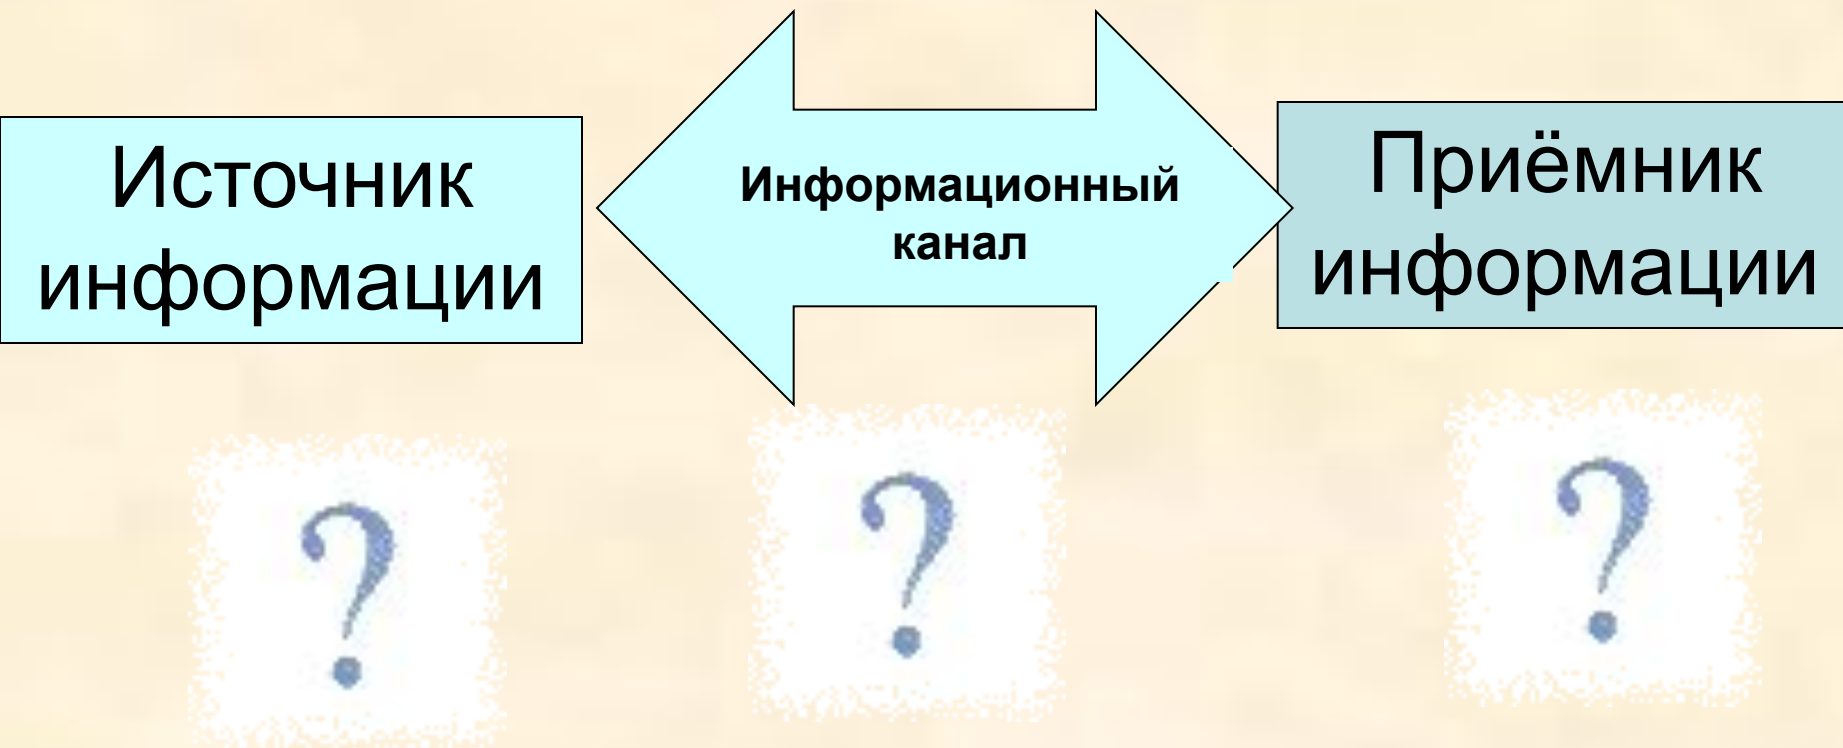 Источник
информации
Информационный
канал
Приёмник
информации
?
?
?